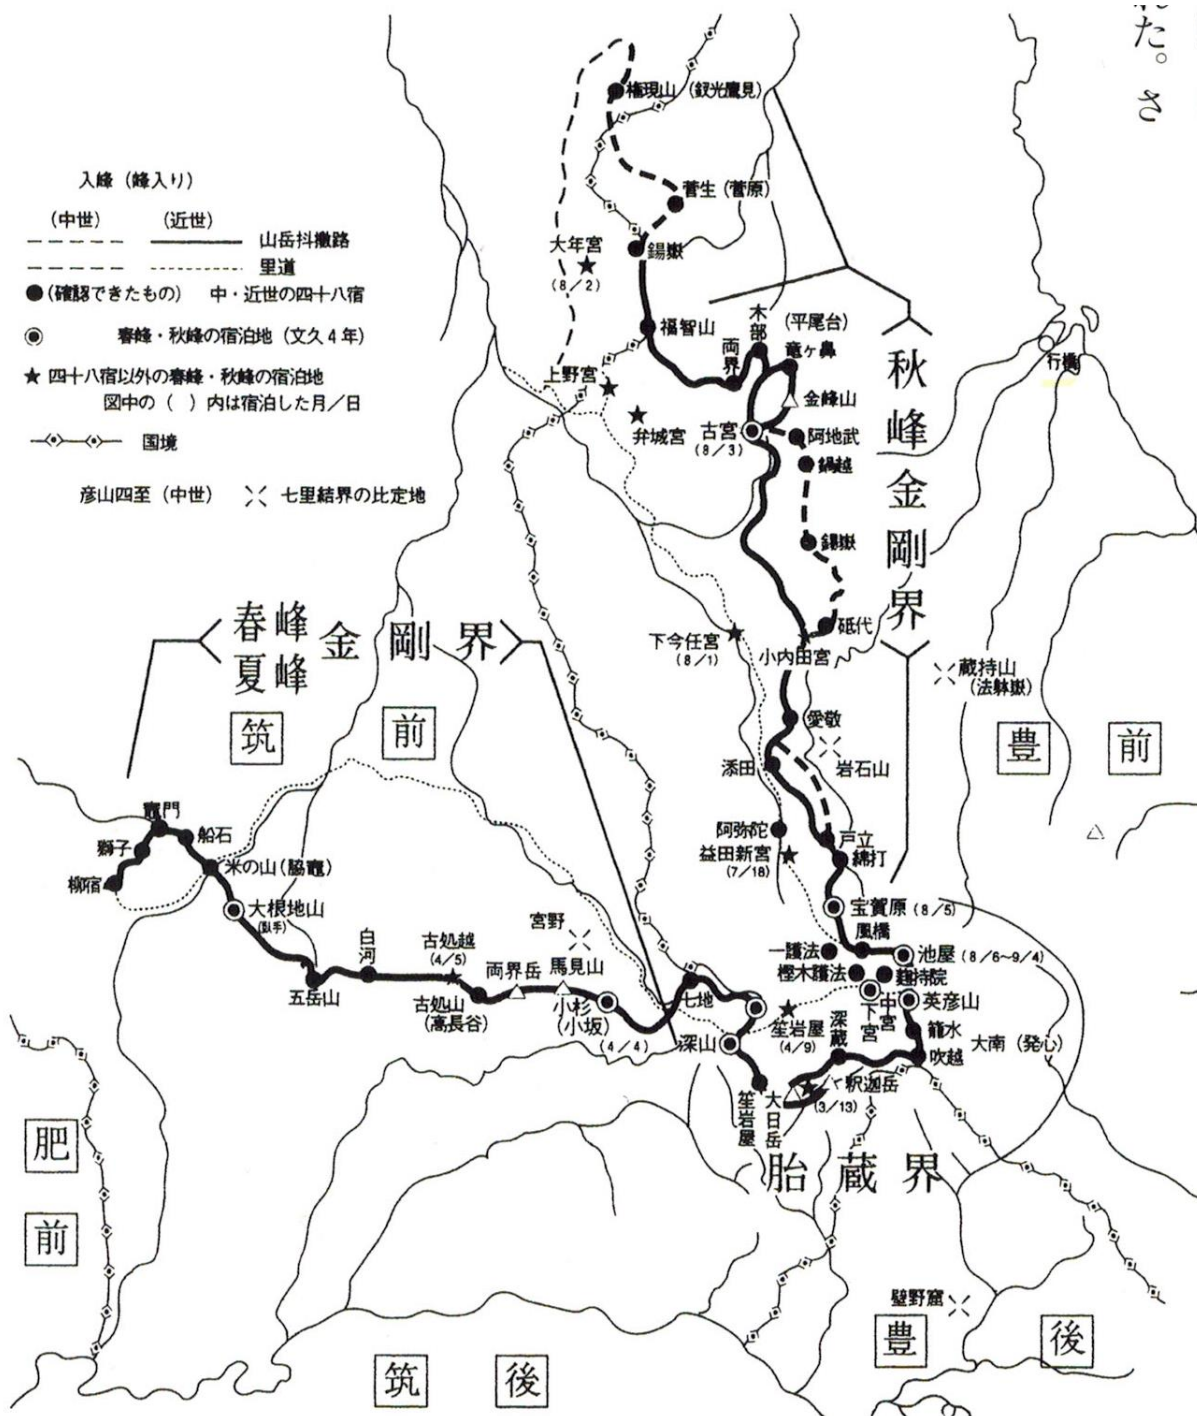 れた。さ
入峰（峰入り）
（中世）　（近世）
山岳抖擻路
里道
●（確認できたもの）　中・近世の四十八宿
春峰・秋峰の宿泊地（文久４年）
★四十八宿以外の春峰・秋峰の宿泊地
図中の（　）内は宿泊した月／日
国境
彦山四至（中世）　七里結界の比定地
権現山（釼光鷹見）
菅生（菅原）
大年宮
（8／2）
鍚嶽
福智山
両界
木部
（平尾台）
竜ヶ鼻
金峰山
上野宮
弁城宮
古宮
（8／3）
阿地武
鍋越
鍚嶽
砥代
行橋
秋峰金剛界
下今任宮
（8／1）
小内田宮
蔵持山
（法躰嶽）
愛敬
岩石山
添田
阿弥陀
益田新宮
（7／18）
戸立
綿打
宝賀原（8／5）
風橋
一護法
池屋（8／6～9／4）
樫木護法
中宮
下宮
英彦山
籠水
大南（発心）
吹越
深蔵
釈迦岳
（3／13）
笙岩屋
（4／9）
大日岳
笙岩屋
胎蔵界
春峰
夏峰
金剛界
筑前
豊前
竈門
獅子
柳宿
船石
米の山（脇竈）
大根地山
（臥手）
五岳山
白河
古処越
（4／5）
古処山
（高長谷）
両界岳
宮野
馬見山
小杉
（小坂）
（4／4）
七地
深山
肥前
筑後
壁野窟
豊後